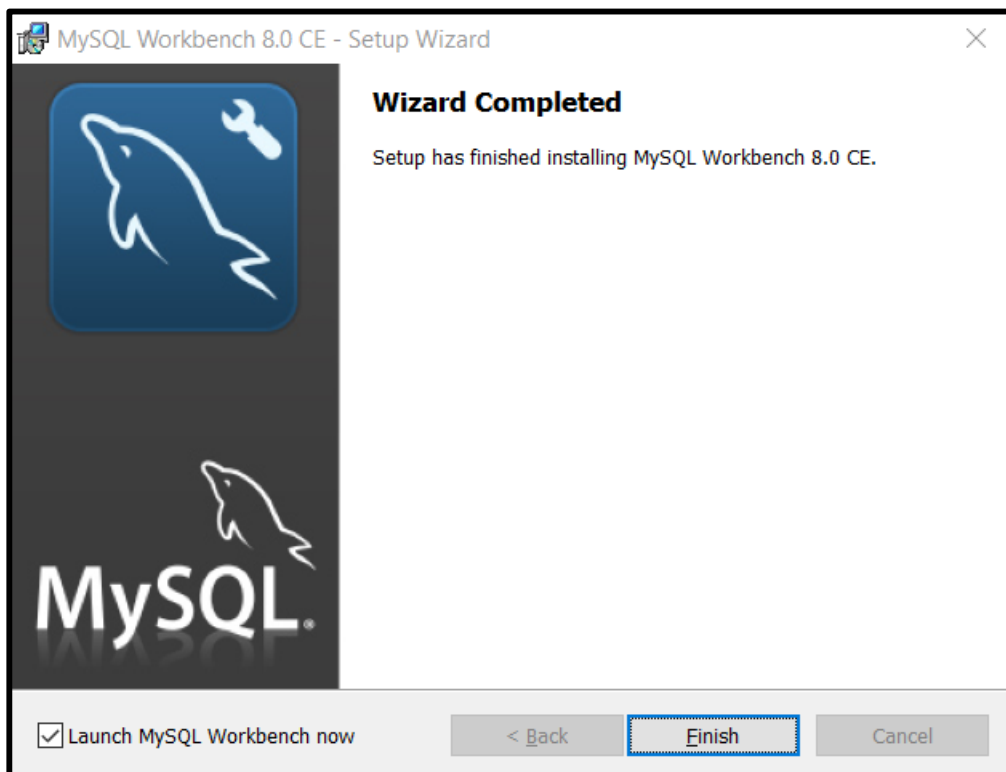 MySQL Workbench 8.0 CE - Setup Wizard
Wizard Completed
Setup has finished installing MySQL Workbench 8.0 CE.
MySQL®
Launch MySQL Workbench now
< Back
Finish
Cancel